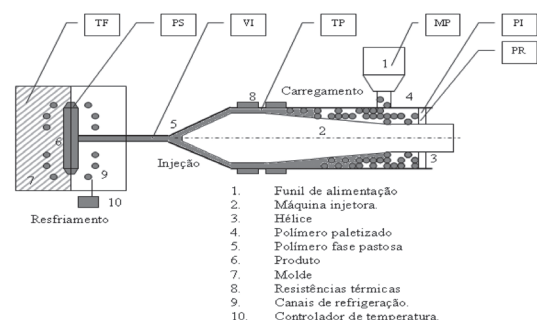 TF PS VI TP MP PI
PR
1
Carregamento
8
4
5
2
6
Injeção
7
9
3
10
Resfriamento
1. Funil de alimentação
2. Máquina injetora.
3. Hélice
4. Polímero paletizado
5. Polímero fase pastosa
6. Produto
7. Molde
8. Resistências térmicas
9. Canais de refrigeração.
10. Controlador de temperatura.